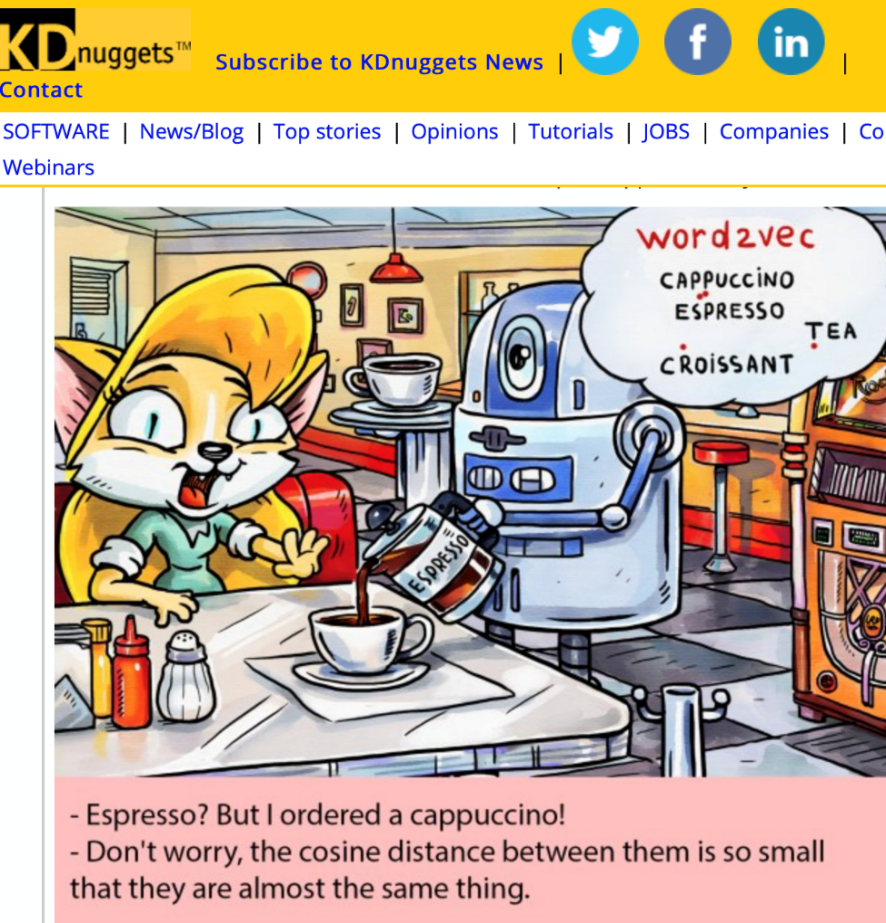 KDnuggets™
Subscribe to KDnuggets News | f in |
Contact
SOFTWARE | News/Blog | Top stories | Opinions | Tutorials | JOBS | Companies | Co
Webinars
word2vec
CAPPUCCINO
ESPRESSO
TEA
CROISSANT
ESPRESSO
- Espresso? But I ordered a cappuccino!
- Don't worry, the cosine distance between them is so small
that they are almost the same thing.